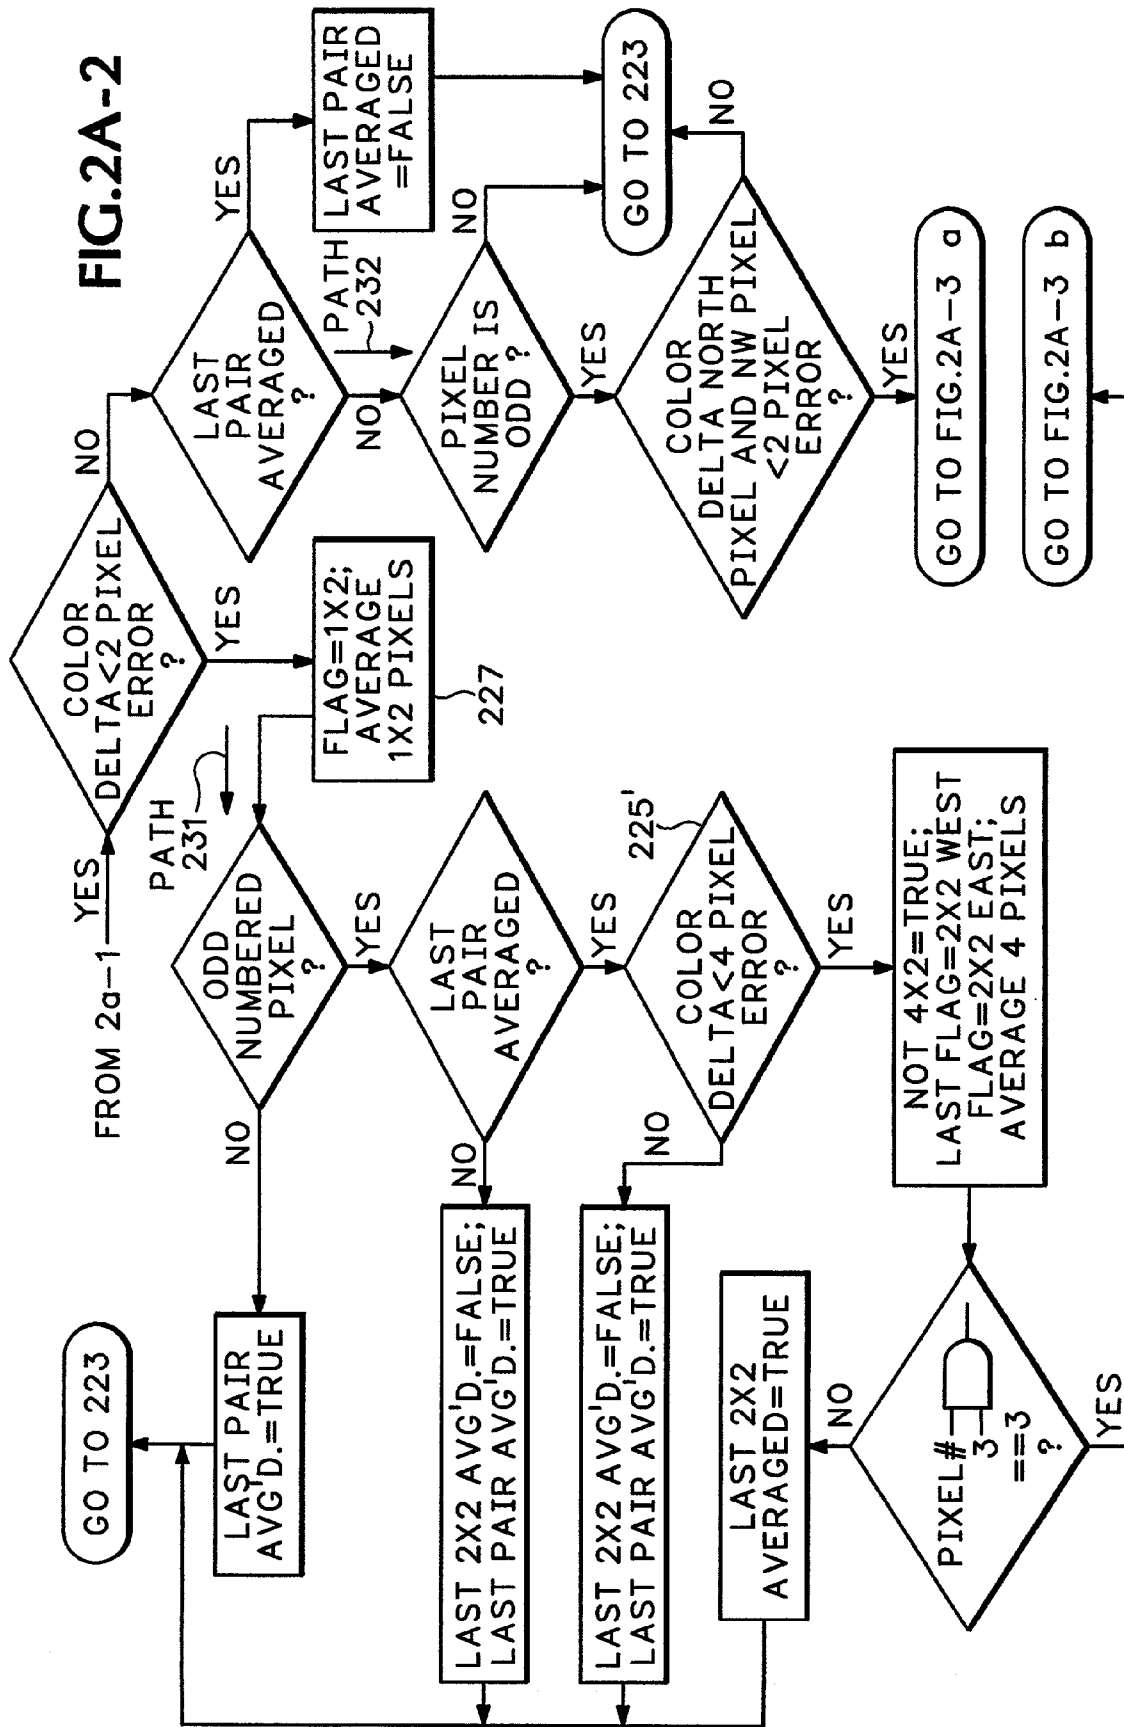 FIG.2A-2
FROM 2a-1
YES
COLOR
DELTA<2 PIXEL
ERROR
?
NO
YES
LAST
PAIR
AVERAGED
?
YES
NO
LAST PAIR
AVERAGED
=FALSE
PATH
232
PIXEL
NUMBER IS
ODD ?
NO
YES
GO TO 223
COLOR
DELTA NORTH
PIXEL AND NW PIXEL
<2 PIXEL
ERROR
?
NO
YES
GO TO FIG.2A-3 a
GO TO FIG.2A-3 b
FLAG=1X2;
AVERAGE
1X2 PIXELS
227
PATH
231
ODD
NUMBERED
PIXEL
?
NO
YES
LAST PAIR
AVG'D.=TRUE
GO TO 223
LAST
PAIR
AVERAGED
?
NO
YES
LAST 2X2 AVG'D.=FALSE;
LAST PAIR AVG'D.=TRUE
225'
COLOR
DELTA<4 PIXEL
ERROR
?
NO
YES
LAST 2X2 AVG'D.=FALSE;
LAST PAIR AVG'D.=TRUE
NOT 4X2=TRUE;
LAST FLAG=2X2 WEST
FLAG=2X2 EAST;
AVERAGE 4 PIXELS
PIXEL#
3
==3
?
NO
YES
LAST 2X2
AVERAGED=TRUE